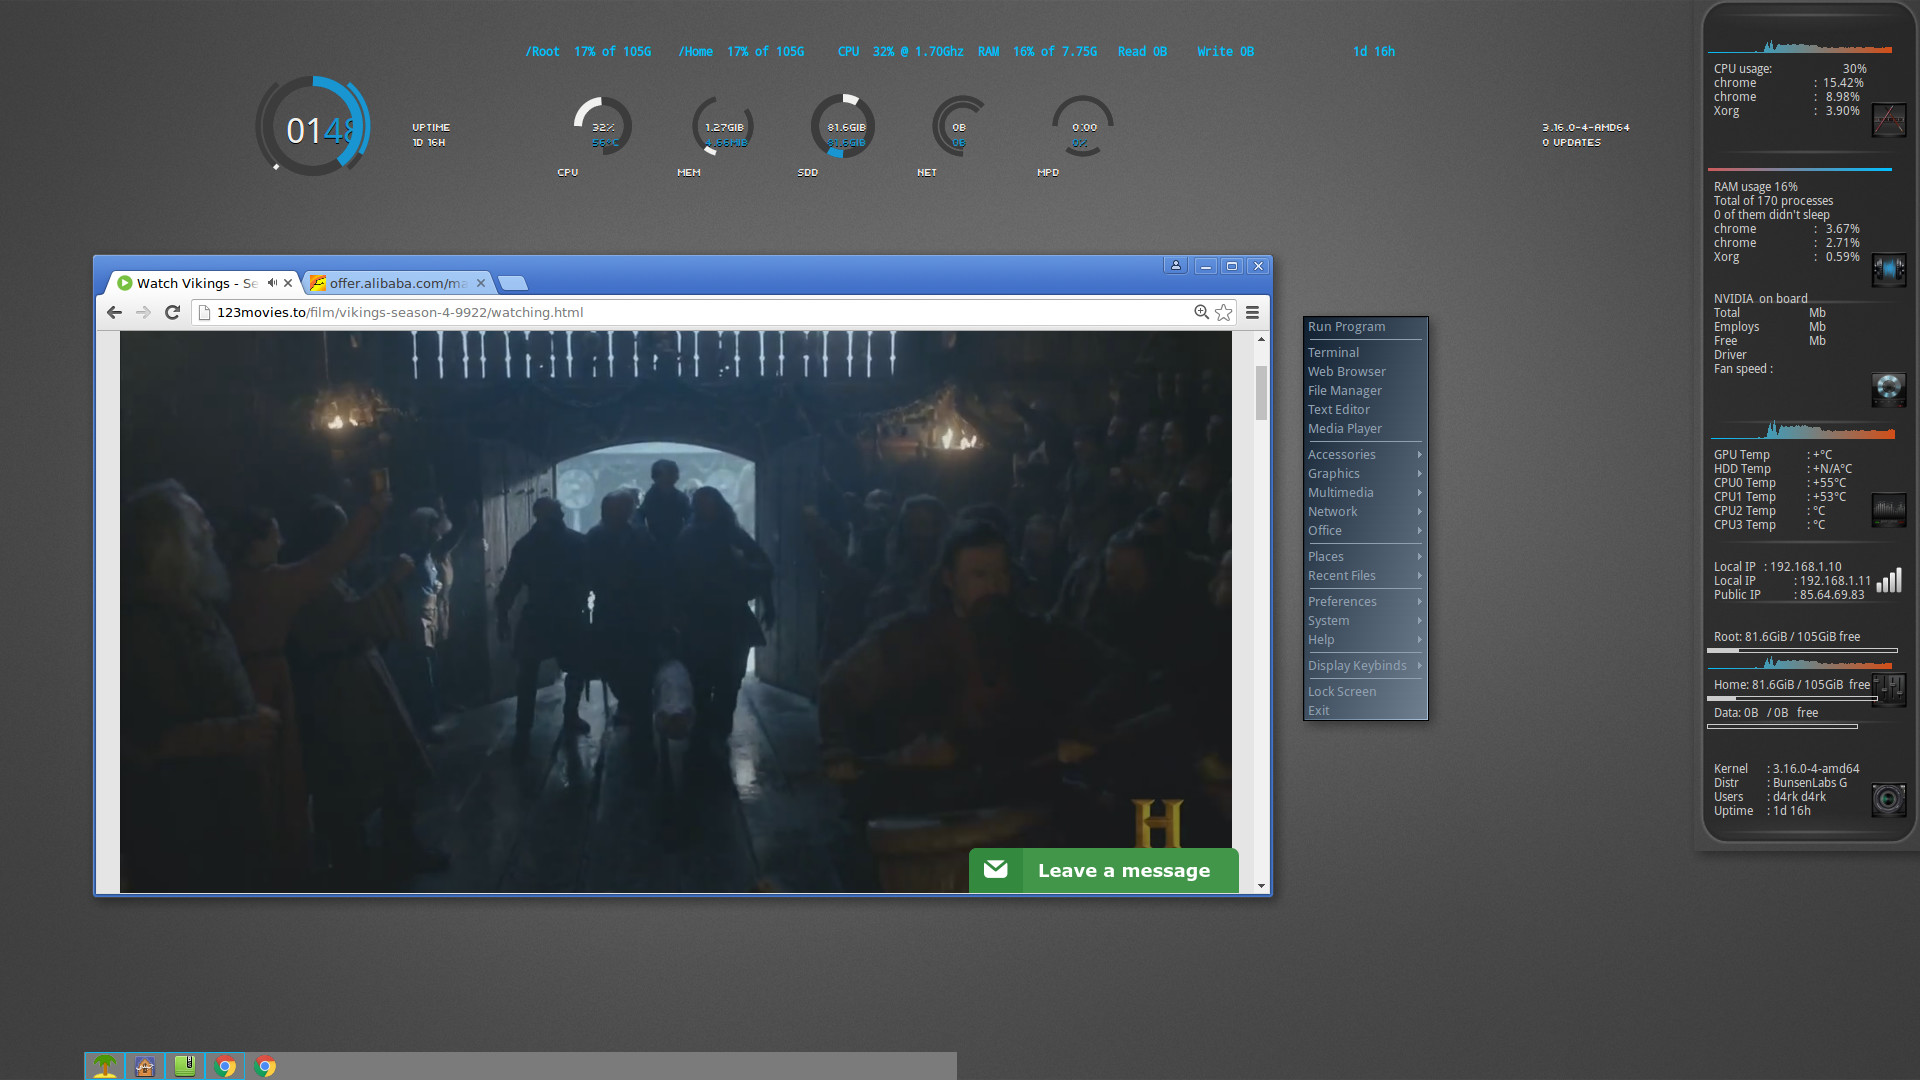 /Root 17% of 105G /Home 17% of 105G CPU 32% @ 1.70Ghz RAM 16% of 7.75G Read 0B Write 0B 1d 16h
0148
UPTIME
1D 16H
32%
56°C
CPU
1.27GIB
4.66MIB
MEM
81.6GIB
81.6GIB
SDD
0B
0B
NET
0:00
0%
MPD
3.16.0-4-AMD64
0 UPDATES
Watch Vikings - Se
offer.alibaba.com/ma
123movies.to/film/vikings-season-4-9922/watching.html
H
Leave a message
Run Program
Terminal
Web Browser
File Manager
Text Editor
Media Player
Accessories
Graphics
Multimedia
Network
Office
Places
Recent Files
Preferences
System
Help
Display Keybinds
Lock Screen
Exit
CPU usage: 30%
chrome : 15.42%
chrome : 8.98%
Xorg : 3.90%
RAM usage 16%
Total of 170 processes
0 of them didn't sleep
chrome : 3.67%
chrome : 2.71%
Xorg : 0.59%
NVIDIA on board
Total Mb
Employs Mb
Free Mb
Driver
Fan speed :
GPU Temp : +°C
HDD Temp : +N/A°C
CPU0 Temp : +55°C
CPU1 Temp : +53°C
CPU2 Temp : °C
CPU3 Temp : °C
Local IP : 192.168.1.10
Local IP : 192.168.1.11
Public IP : 85.64.69.83
Root: 81.6GiB / 105GiB free
Home: 81.6GiB / 105GiB free
Data: 0B / 0B free
Kernel : 3.16.0-4-amd64
Distr : BunsenLabs G
Users : d4rk d4rk
Uptime : 1d 16h